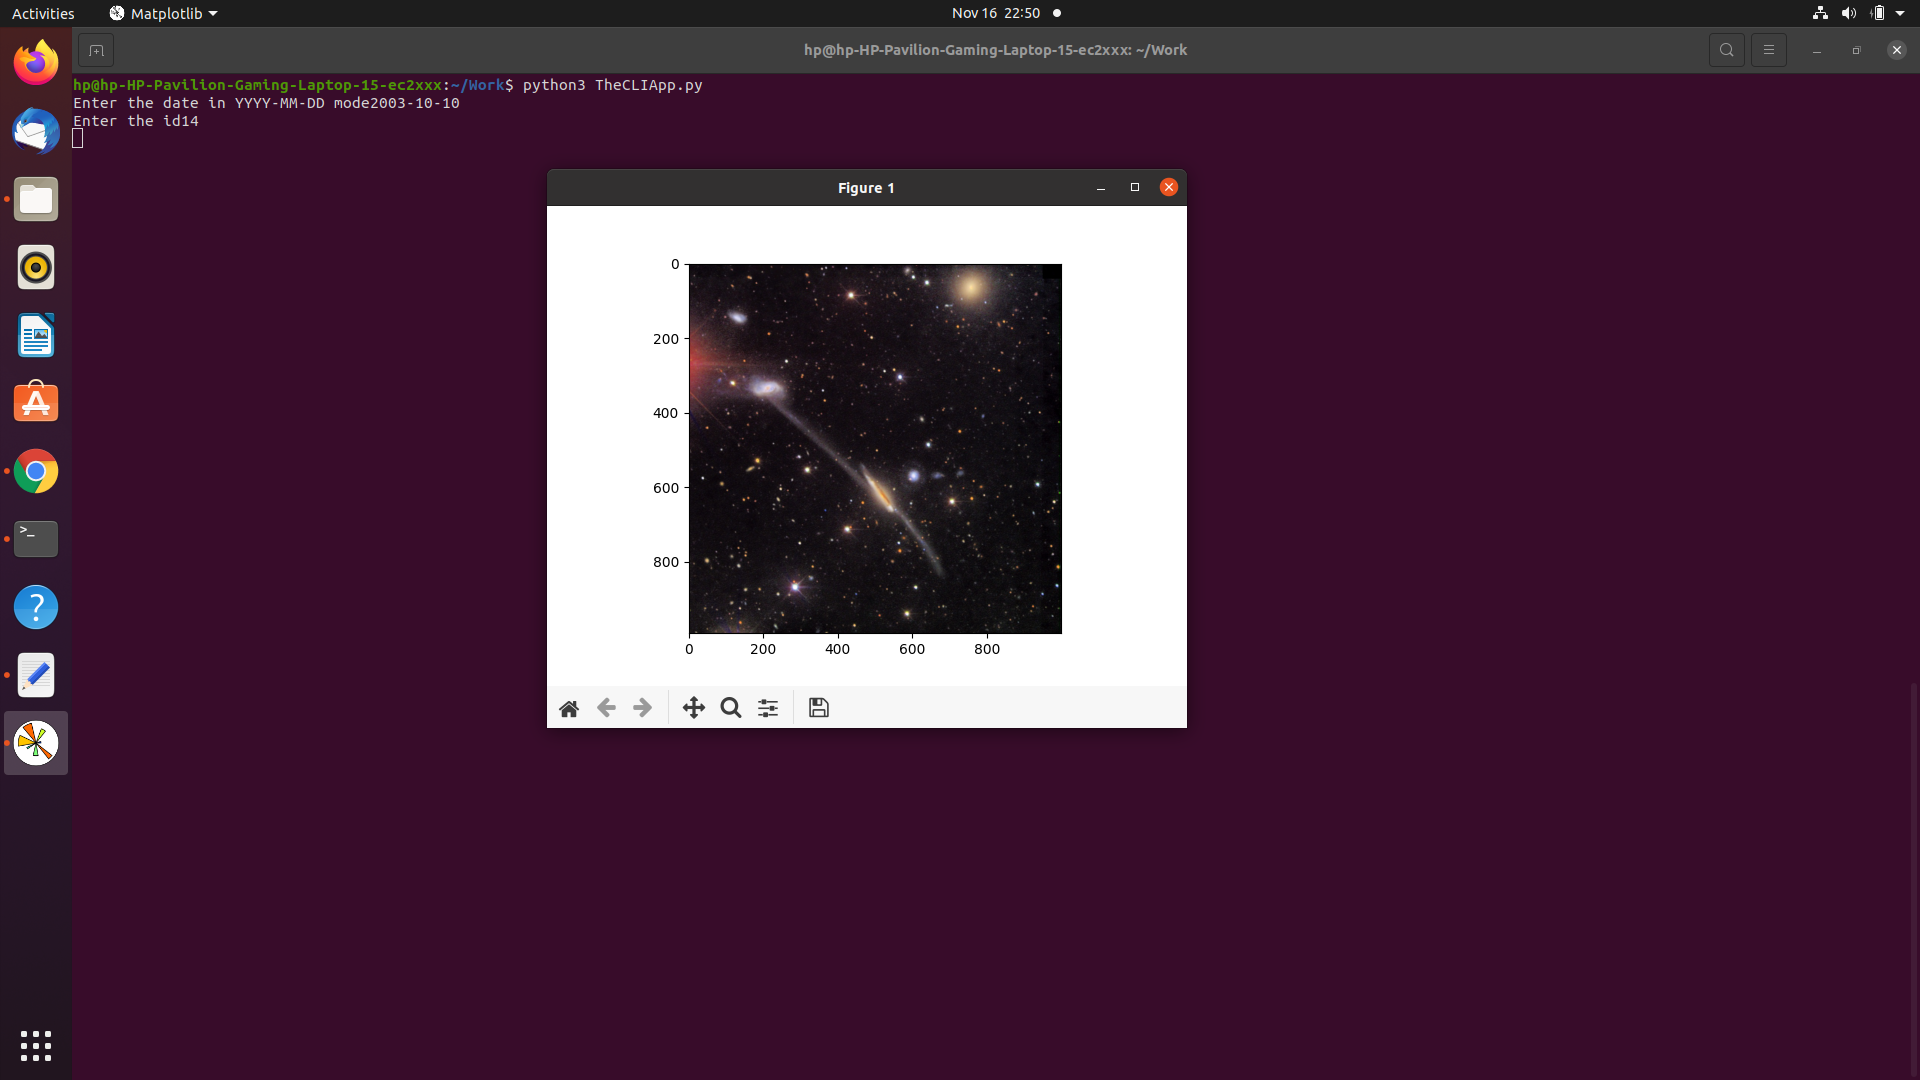 Activities
Matplotlib
Nov 16 22:50
hp@hp-HP-Pavilion-Gaming-Laptop-15-ec2xxx: ~/Work
hp@hp-HP-Pavilion-Gaming-Laptop-15-ec2xxx:~/Work$ python3 TheCLIApp.py
Enter the date in YYYY-MM-DD mode2003-10-10
Enter the id14
Figure 1
0
200
400
600
800
0 200 400 600 800